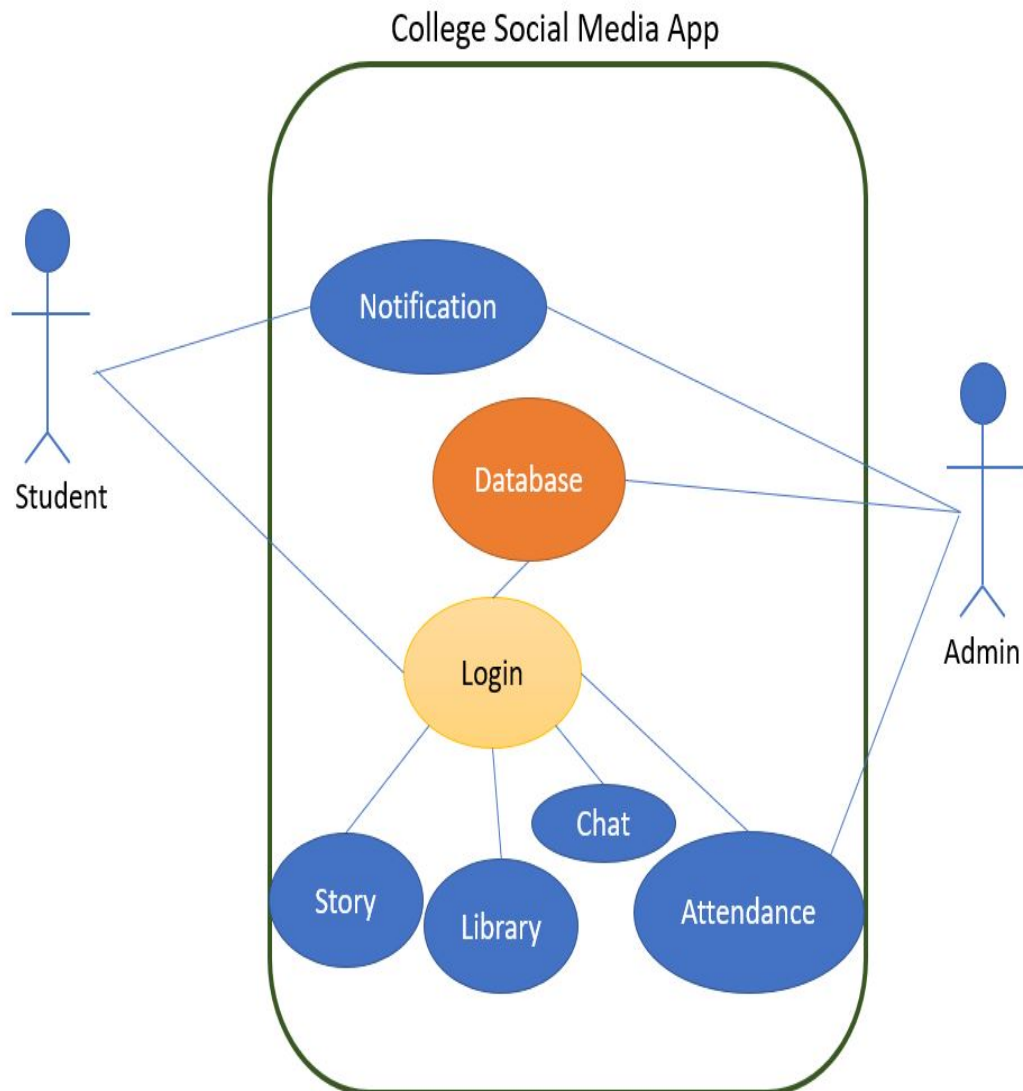 College Social Media App
Notification
Database
Student
Login
Admin
Chat
Story
Library
Attendance